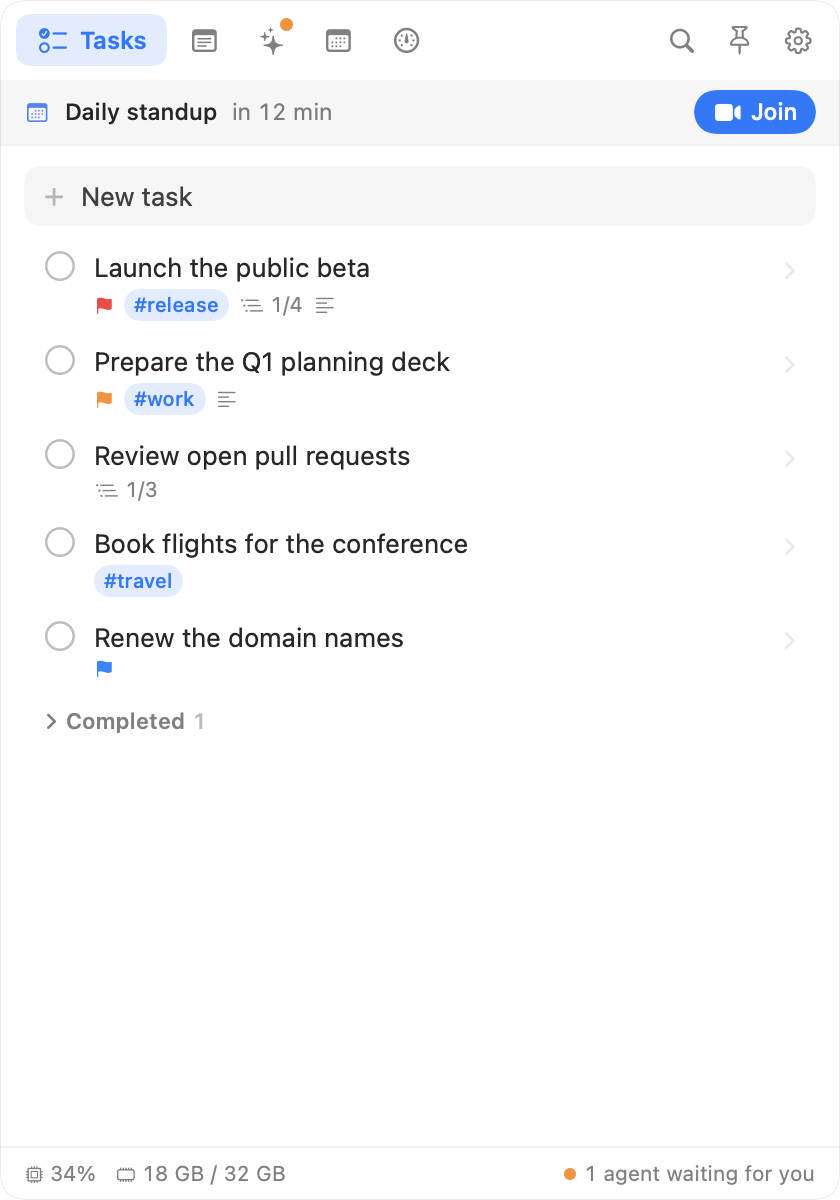 Tasks
Daily standup in 12 min
Join
New task
Launch the public beta
#release 1/4
Prepare the Q1 planning deck
#work
Review open pull requests
1/3
Book flights for the conference
#travel
Renew the domain names
Completed 1
34% 18 GB / 32 GB
1 agent waiting for you